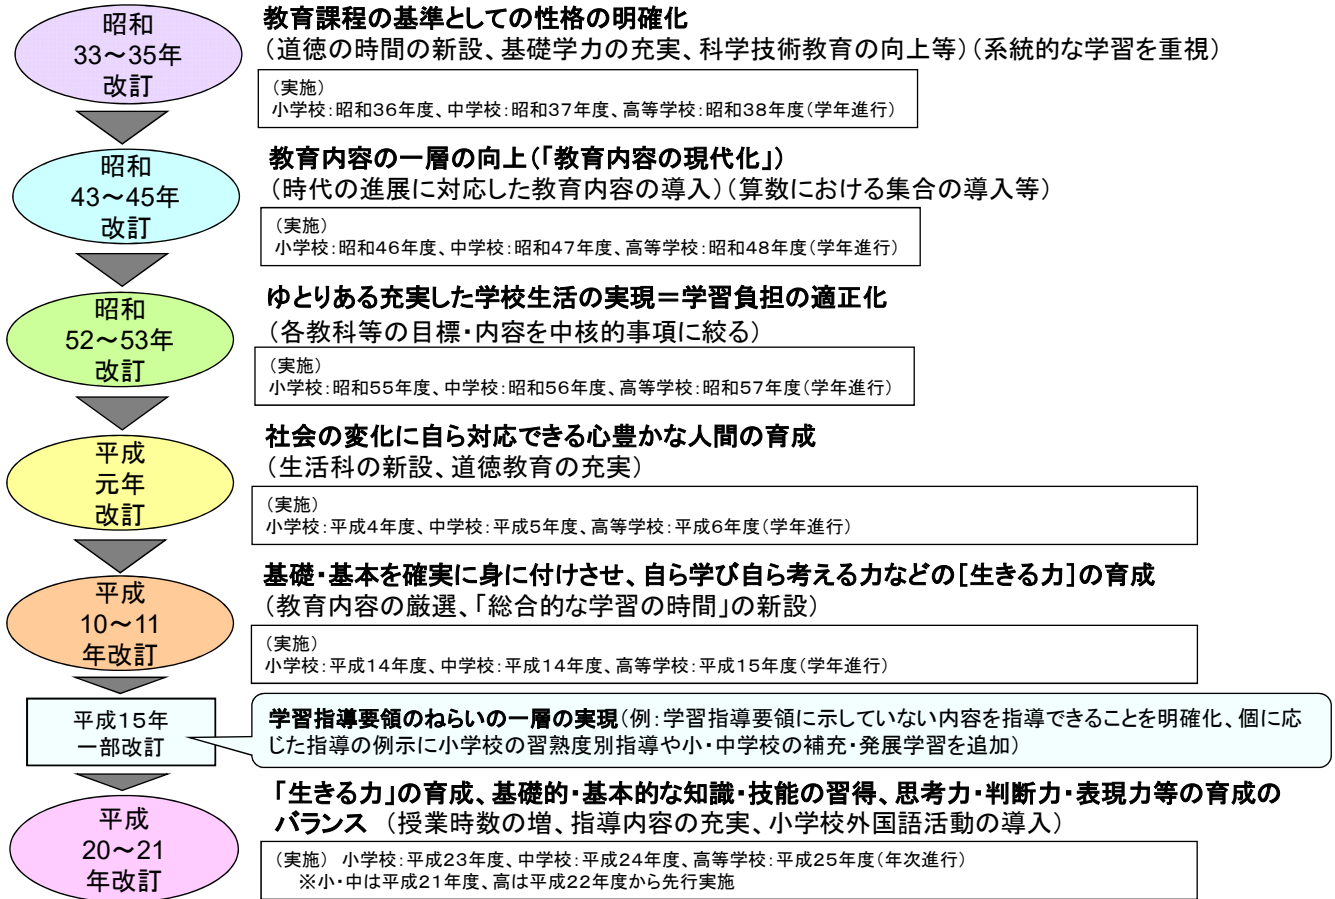 昭和
33～35年
改訂
教育課程の基準としての性格の明確化
（道徳の時間の新設、基礎学力の充実、科学技術教育の向上等）（系統的な学習を重視）
（実施）
小学校：昭和36年度、中学校：昭和37年度、高等学校：昭和38年度（学年進行）
昭和
43～45年
改訂
教育内容の一層の向上（「教育内容の現代化」）
（時代の進展に対応した教育内容の導入）（算数における集合の導入等）
（実施）
小学校：昭和46年度、中学校：昭和47年度、高等学校：昭和48年度（学年進行）
昭和
52～53年
改訂
ゆとりある充実した学校生活の実現＝学習負担の適正化
（各教科等の目標・内容を中核的事項に絞る）
（実施）
小学校：昭和55年度、中学校：昭和56年度、高等学校：昭和57年度（学年進行）
平成
元年
改訂
社会の変化に自ら対応できる心豊かな人間の育成
（生活科の新設、道徳教育の充実）
（実施）
小学校：平成4年度、中学校：平成5年度、高等学校：平成6年度（学年進行）
平成
10～11
年改訂
基礎・基本を確実に身に付けさせ、自ら学び自ら考える力などの［生きる力］の育成
（教育内容の厳選、「総合的な学習の時間」の新設）
（実施）
小学校：平成14年度、中学校：平成14年度、高等学校：平成15年度（学年進行）
平成15年
一部改訂
学習指導要領のねらいの一層の実現（例：学習指導要領に示していない内容を指導できることを明確化、個に応
じた指導の例示に小学校の習熟度別指導や小・中学校の補充・発展学習を追加）
平成
20～21
年改訂
「生きる力」の育成、基礎的・基本的な知識・技能の習得、思考力・判断力・表現力等の育成の
バランス （授業時数の増、指導内容の充実、小学校外国語活動の導入）
（実施） 小学校：平成23年度、中学校：平成24年度、高等学校：平成25年度（年次進行）
※小・中は平成21年度、高は平成22年度から先行実施